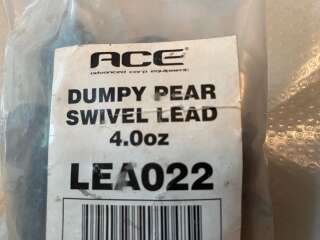 ACE
advanced carp equipment
DUMPY PEAR
SWIVEL LEAD
4.0oz
LEA022